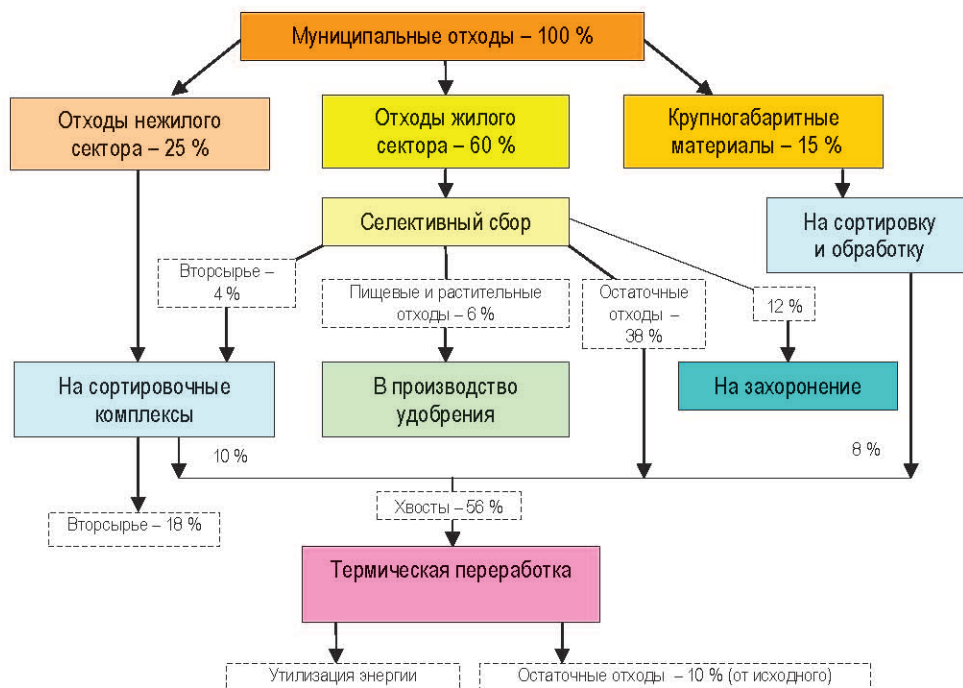 Муниципальные отходы – 100 %
Отходы нежилого
сектора – 25 %
Отходы жилого
сектора – 60 %
Крупногабаритные
материалы – 15 %
Селективный сбор
На сортировку
и обработку
Вторсырье –
4 %
Пищевые и растительные
отходы – 6 %
Остаточные
отходы –
38 %
12 %
На сортировочные
комплексы
В производство
удобрения
На захоронение
10 %
8 %
Вторсырье – 18 %
Хвосты – 56 %
Термическая переработка
Утилизация энергии
Остаточные отходы – 10 % (от исходного)